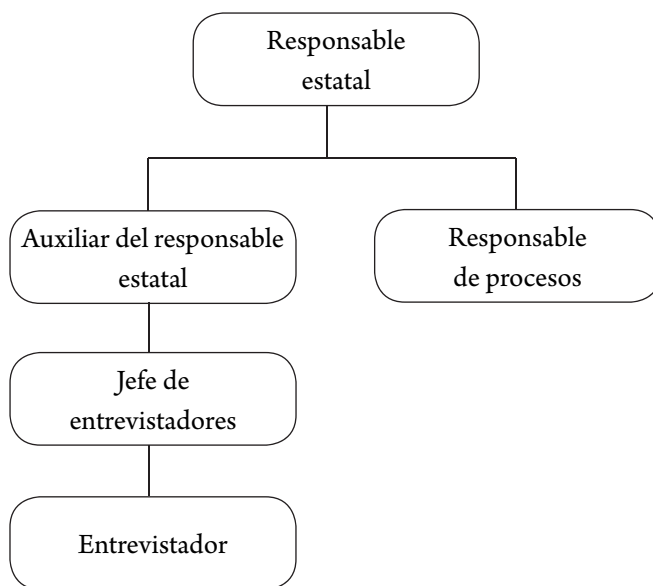 Responsable
estatal
Auxiliar del responsable
estatal
Responsable
de procesos
Jefe de
entrevistadores
Entrevistador